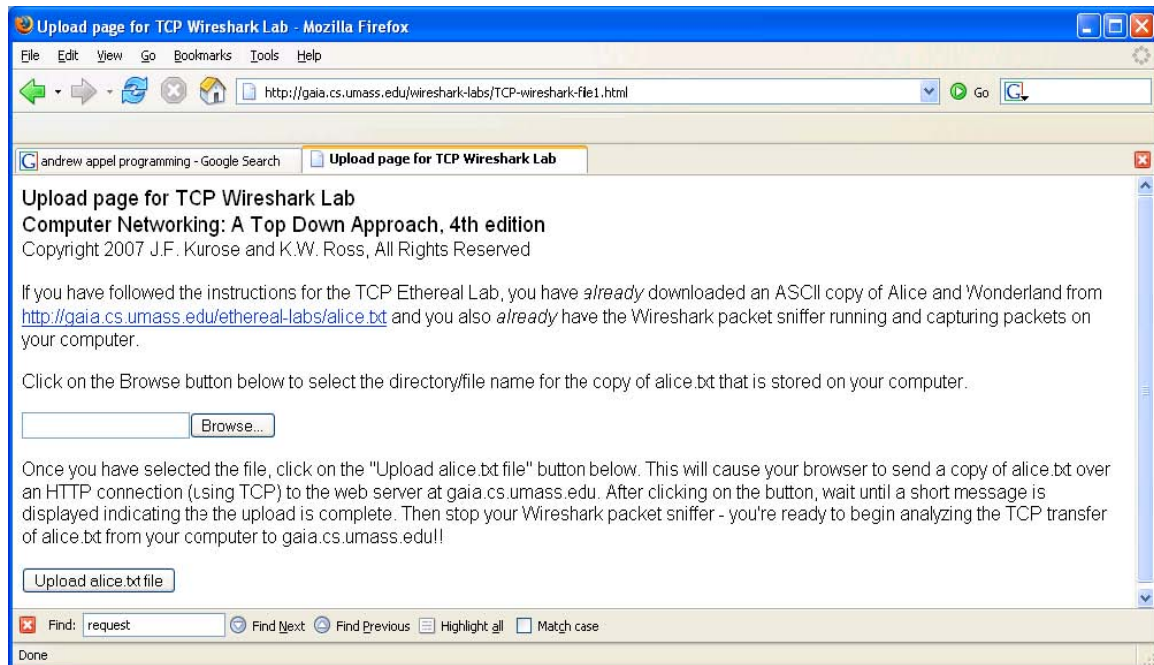 Upload page for TCP Wireshark Lab - Mozilla Firefox
File Edit View Go Bookmarks Tools Help
http://gaia.cs.umass.edu/wireshark-labs/TCP-wireshark-file1.html Go G
G andrew appel programming - Google Search Upload page for TCP Wireshark Lab
Upload page for TCP Wireshark Lab
Computer Networking: A Top Down Approach, 4th edition
Copyright 2007 J.F. Kurose and K.W. Ross, All Rights Reserved
If you have followed the instructions for the TCP Ethereal Lab, you have already downloaded an ASCII copy of Alice and Wonderland from
http://gaia.cs.umass.edu/ethereal-labs/alice.txt and you also already have the Wireshark packet sniffer running and capturing packets on
your computer.
Click on the Browse button below to select the directory/file name for the copy of alice.txt that is stored on your computer.
Browse...
Once you have selected the file, click on the "Upload alice.txt file" button below. This will cause your browser to send a copy of alice.txt over
an HTTP connection (using TCP) to the web server at gaia.cs.umass.edu. After clicking on the button, wait until a short message is
displayed indicating the the upload is complete. Then stop your Wireshark packet sniffer - you're ready to begin analyzing the TCP transfer
of alice.txt from your computer to gaia.cs.umass.edu!!
Upload alice.txt file
Find: request Find Next Find Previous Highlight all Match case
Done